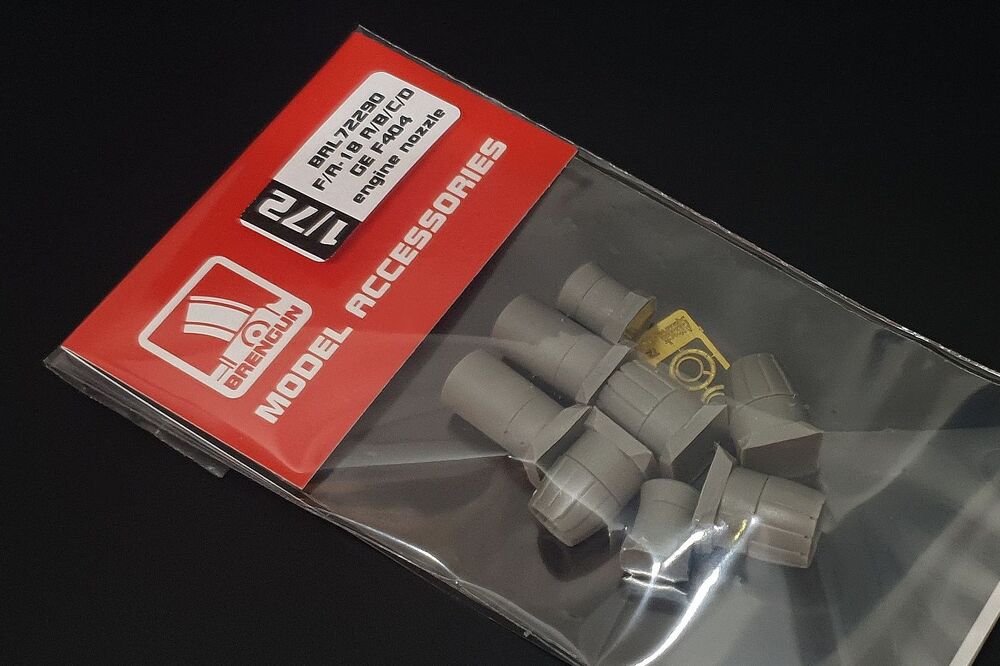 BRL72290
F/A-18 A/B/C/D
GE F404
engine nozzle
1/72
BRENGUN
MODEL ACCESSORIES